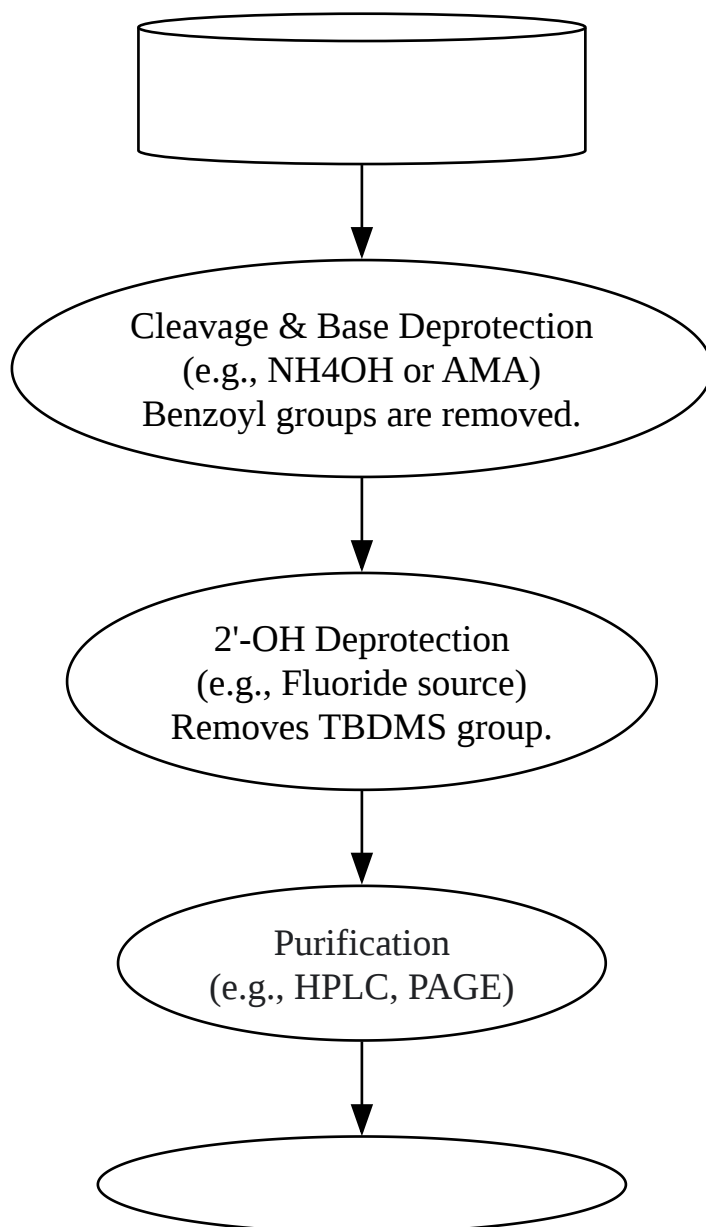 Cleavage & Base Deprotection
(e.g., NH4OH or AMA)
Benzoyl groups are removed.
2'-OH Deprotection
(e.g., Fluoride source)
Removes TBDMS group.
Purification
(e.g., HPLC, PAGE)